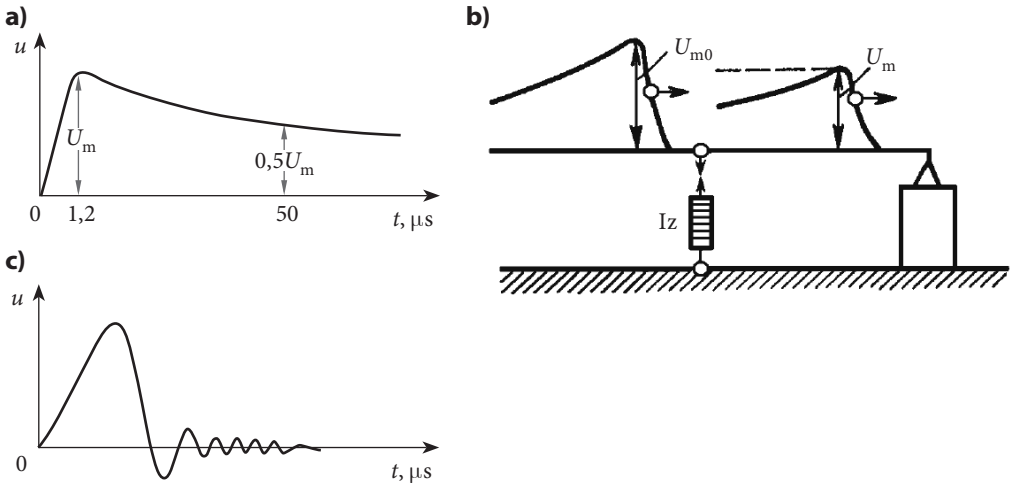 a)
u
U_m
0,5U_m
0
1,2
50
t, μs
b)
U_m0
U_m
Iz
c)
u
0
t, μs